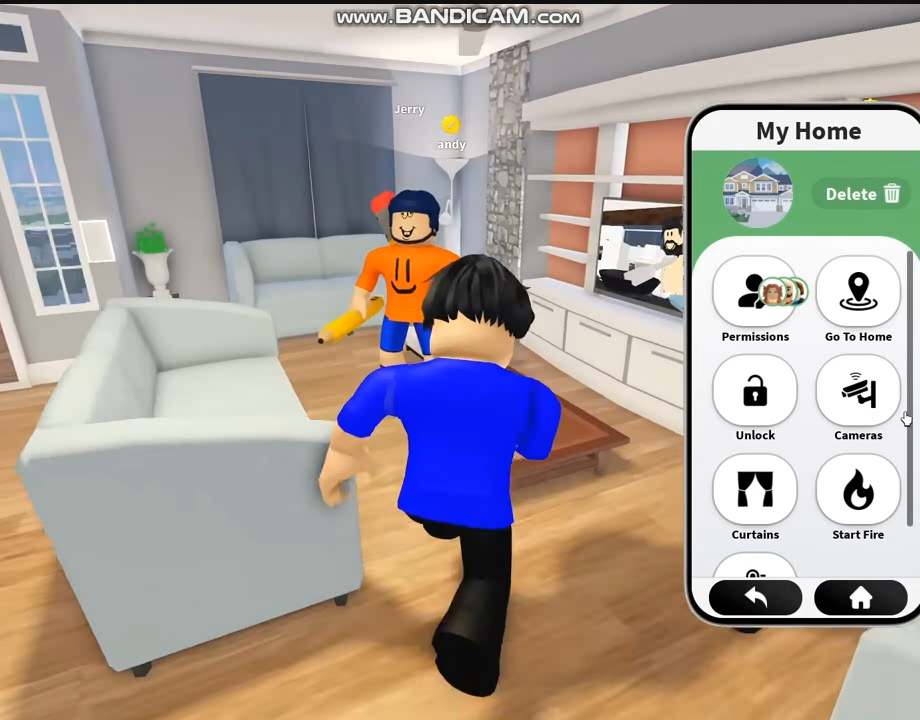 www.BANDICAM.com
Jerry
andy
My Home
Delete
Permissions
Go To Home
Unlock
Cameras
Curtains
Start Fire